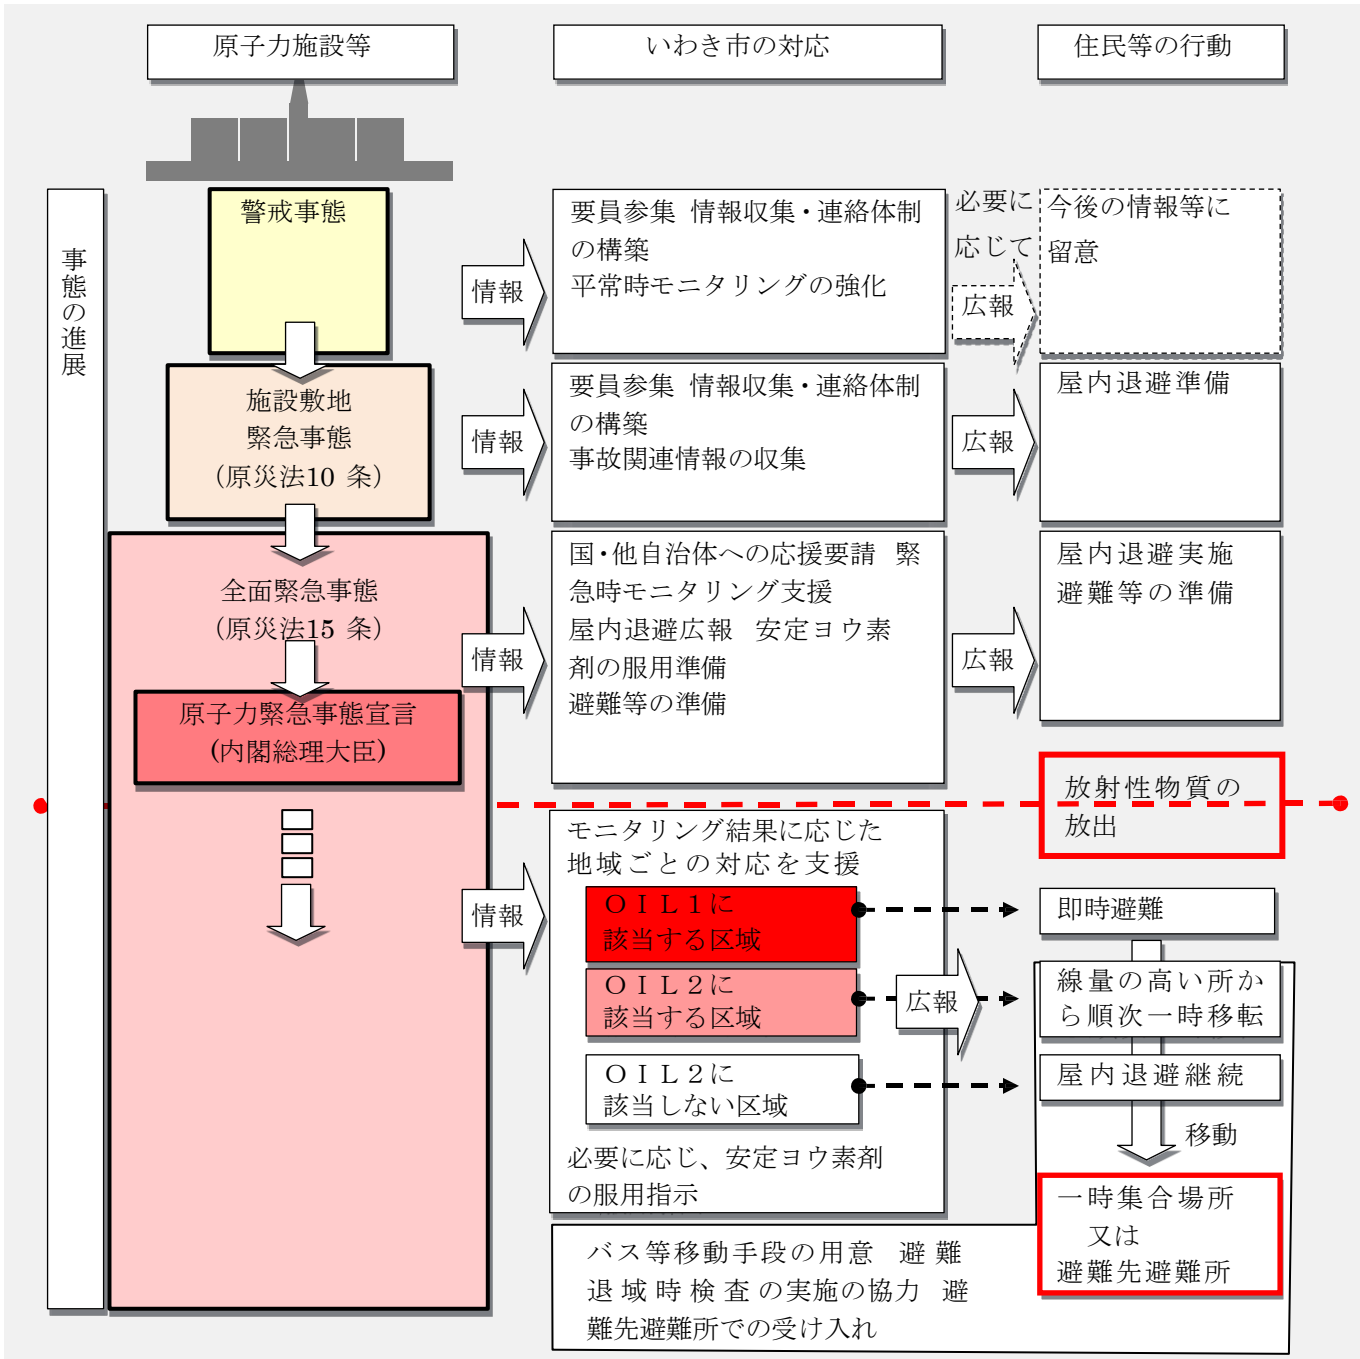 原子力施設等
いわき市の対応
住民等の行動
事態の進展
警戒事態
情報
要員参集 情報収集・連絡体制
の構築
平常時モニタリングの強化
必要に
応じて
広報
今後の情報等に
留意
施設敷地
緊急事態
（原災法10 条）
情報
要員参集 情報収集・連絡体制
の構築
事故関連情報の収集
広報
屋内退避準備
全面緊急事態
（原災法15 条）
情報
国・他自治体への応援要請 緊
急時モニタリング支援
屋内退避広報 安定ヨウ素
剤の服用準備
避難等の準備
広報
屋内退避実施
避難等の準備
原子力緊急事態宣言
(内閣総理大臣)
放射性物質の
放出
情報
モニタリング結果に応じた
地域ごとの対応を支援
ＯＩＬ１に
該当する区域
ＯＩＬ２に
該当する区域
ＯＩＬ２に
該当しない区域
広報
必要に応じ、安定ヨウ素剤
の服用指示
即時避難
線量の高い所か
ら順次一時移転
屋内退避継続
移動
一時集合場所
又は
避難先避難所
バス等移動手段の用意 避難
退域時検査の実施の協力 避
難先避難所での受け入れ